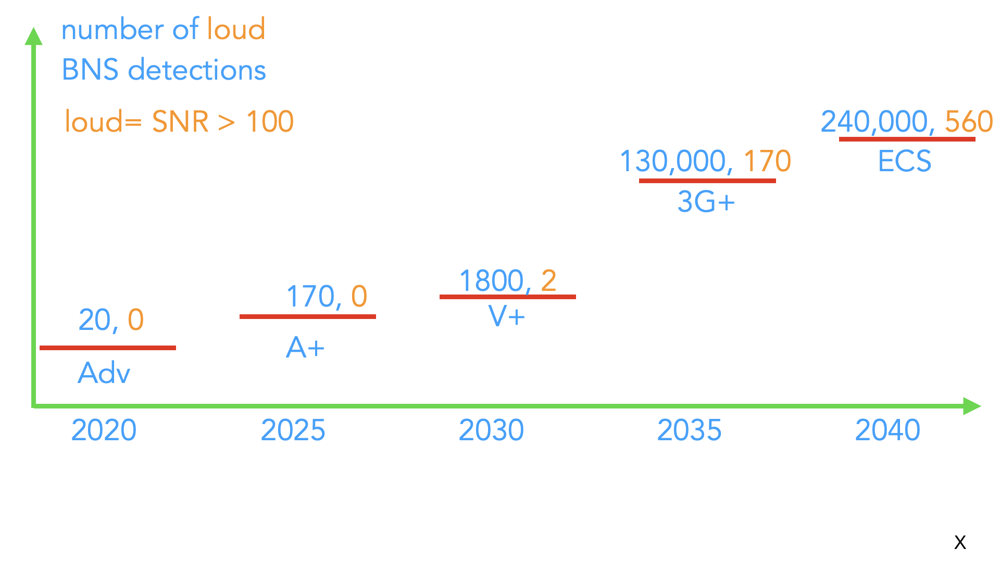 number of loud
BNS detections
loud= SNR > 100
240,000, 560
ECS
130,000, 170
3G+
1800, 2
V+
170, 0
A+
20, 0
Adv
2020 2025 2030 2035 2040
X